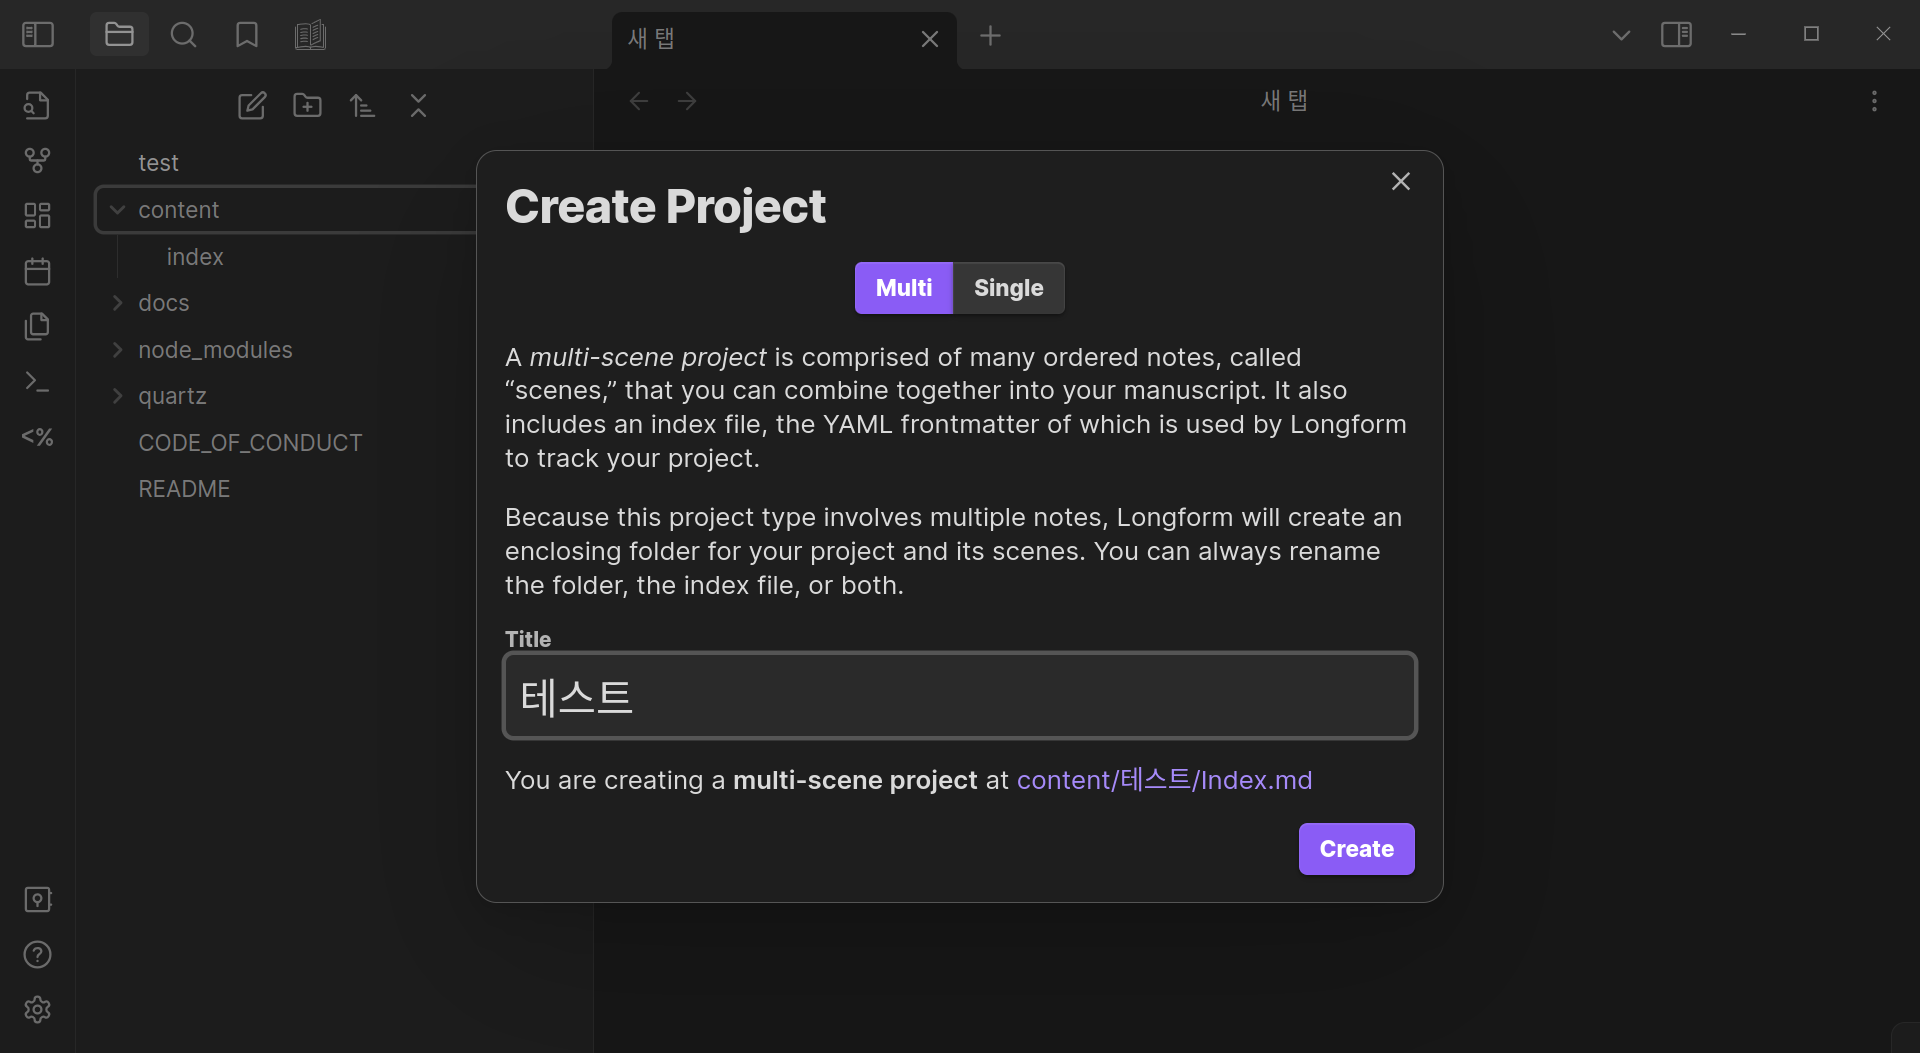 새 탭
새 탭
test
content
index
docs
node_modules
quartz
CODE_OF_CONDUCT
README
<%
Create Project
Multi
Single
A multi-scene project is comprised of many ordered notes, called
“scenes,” that you can combine together into your manuscript. It also
includes an index file, the YAML frontmatter of which is used by Longform
to track your project.
Because this project type involves multiple notes, Longform will create an
enclosing folder for your project and its scenes. You can always rename
the folder, the index file, or both.
Title
테스트
You are creating a multi-scene project at content/테스트/Index.md
Create